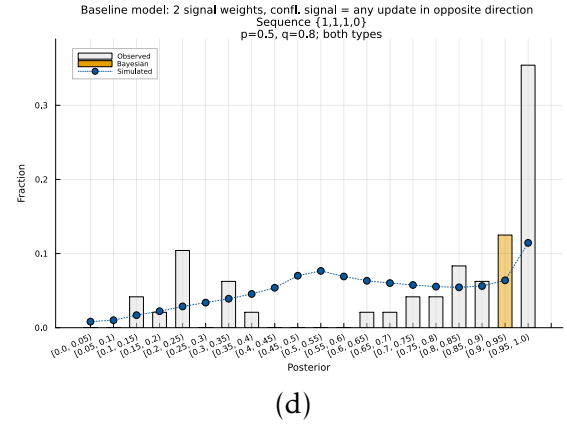 Baseline model: 2 signal weights, confl. signal = any update in opposite direction
Sequence {1,1,1,0}
p=0.5, q=0.8; both types
Observed
Bayesian
Simulated
Fraction
0.3
0.2
0.1
0.0
[0.0, 0.05)
[0.05, 0.1)
[0.1, 0.15)
[0.15, 0.2)
[0.2, 0.25)
[0.25, 0.3)
[0.3, 0.35)
[0.35, 0.4)
[0.4, 0.45)
[0.45, 0.5)
[0.5, 0.55)
[0.55, 0.6)
[0.6, 0.65)
[0.65, 0.7)
[0.7, 0.75)
[0.75, 0.8)
[0.8, 0.85)
[0.85, 0.9)
[0.9, 0.95)
[0.95, 1.0)
Posterior
(d)